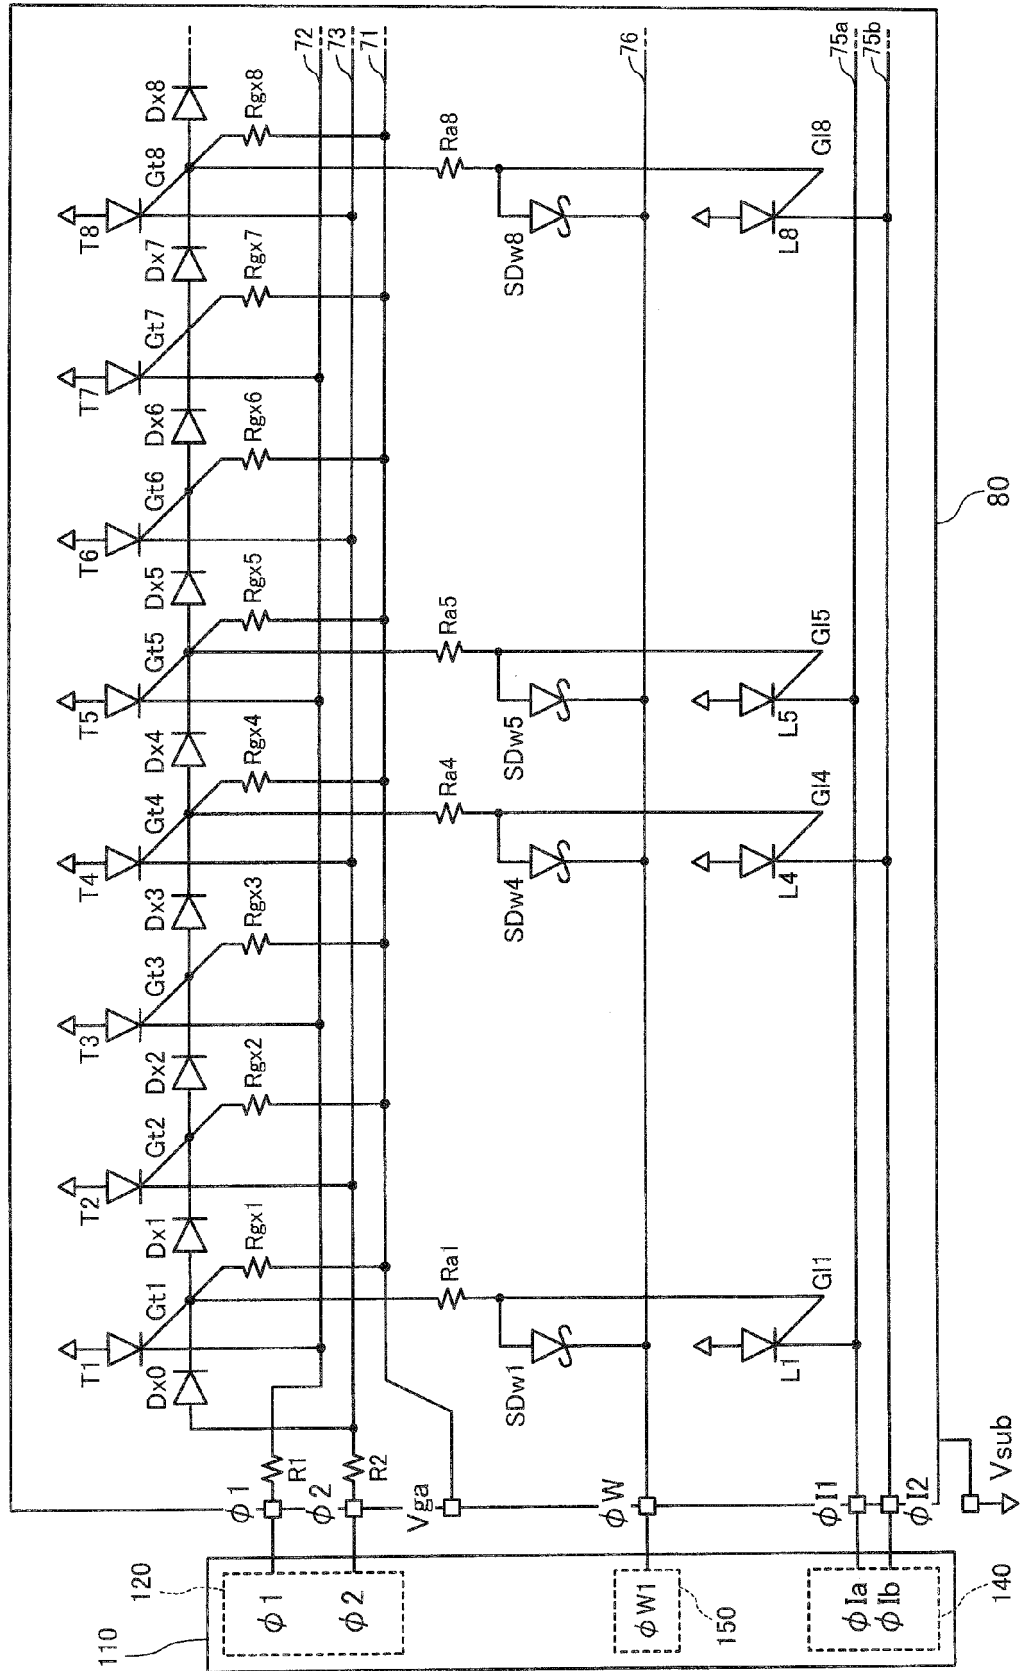 110
120
φ1
φ2
φW1
150
φIa
φIb
140
φ1
φ2
Vga
φW
φI1
φI2
Vsub
R1
R2
80
T1
T2
T3
T4
T5
T6
T7
T8
Dx0
Dx1
Dx2
Dx3
Dx4
Dx5
Dx6
Dx7
Dx8
Gt1
Gt2
Gt3
Gt4
Gt5
Gt6
Gt7
Gt8
Rgx1
Rgx2
Rgx3
Rgx4
Rgx5
Rgx6
Rgx7
Rgx8
72
73
71
Ra1
Ra4
Ra5
Ra8
SDw1
SDw4
SDw5
SDw8
76
L1
L4
L5
L8
Gl1
Gl4
Gl5
Gl8
75a
75b